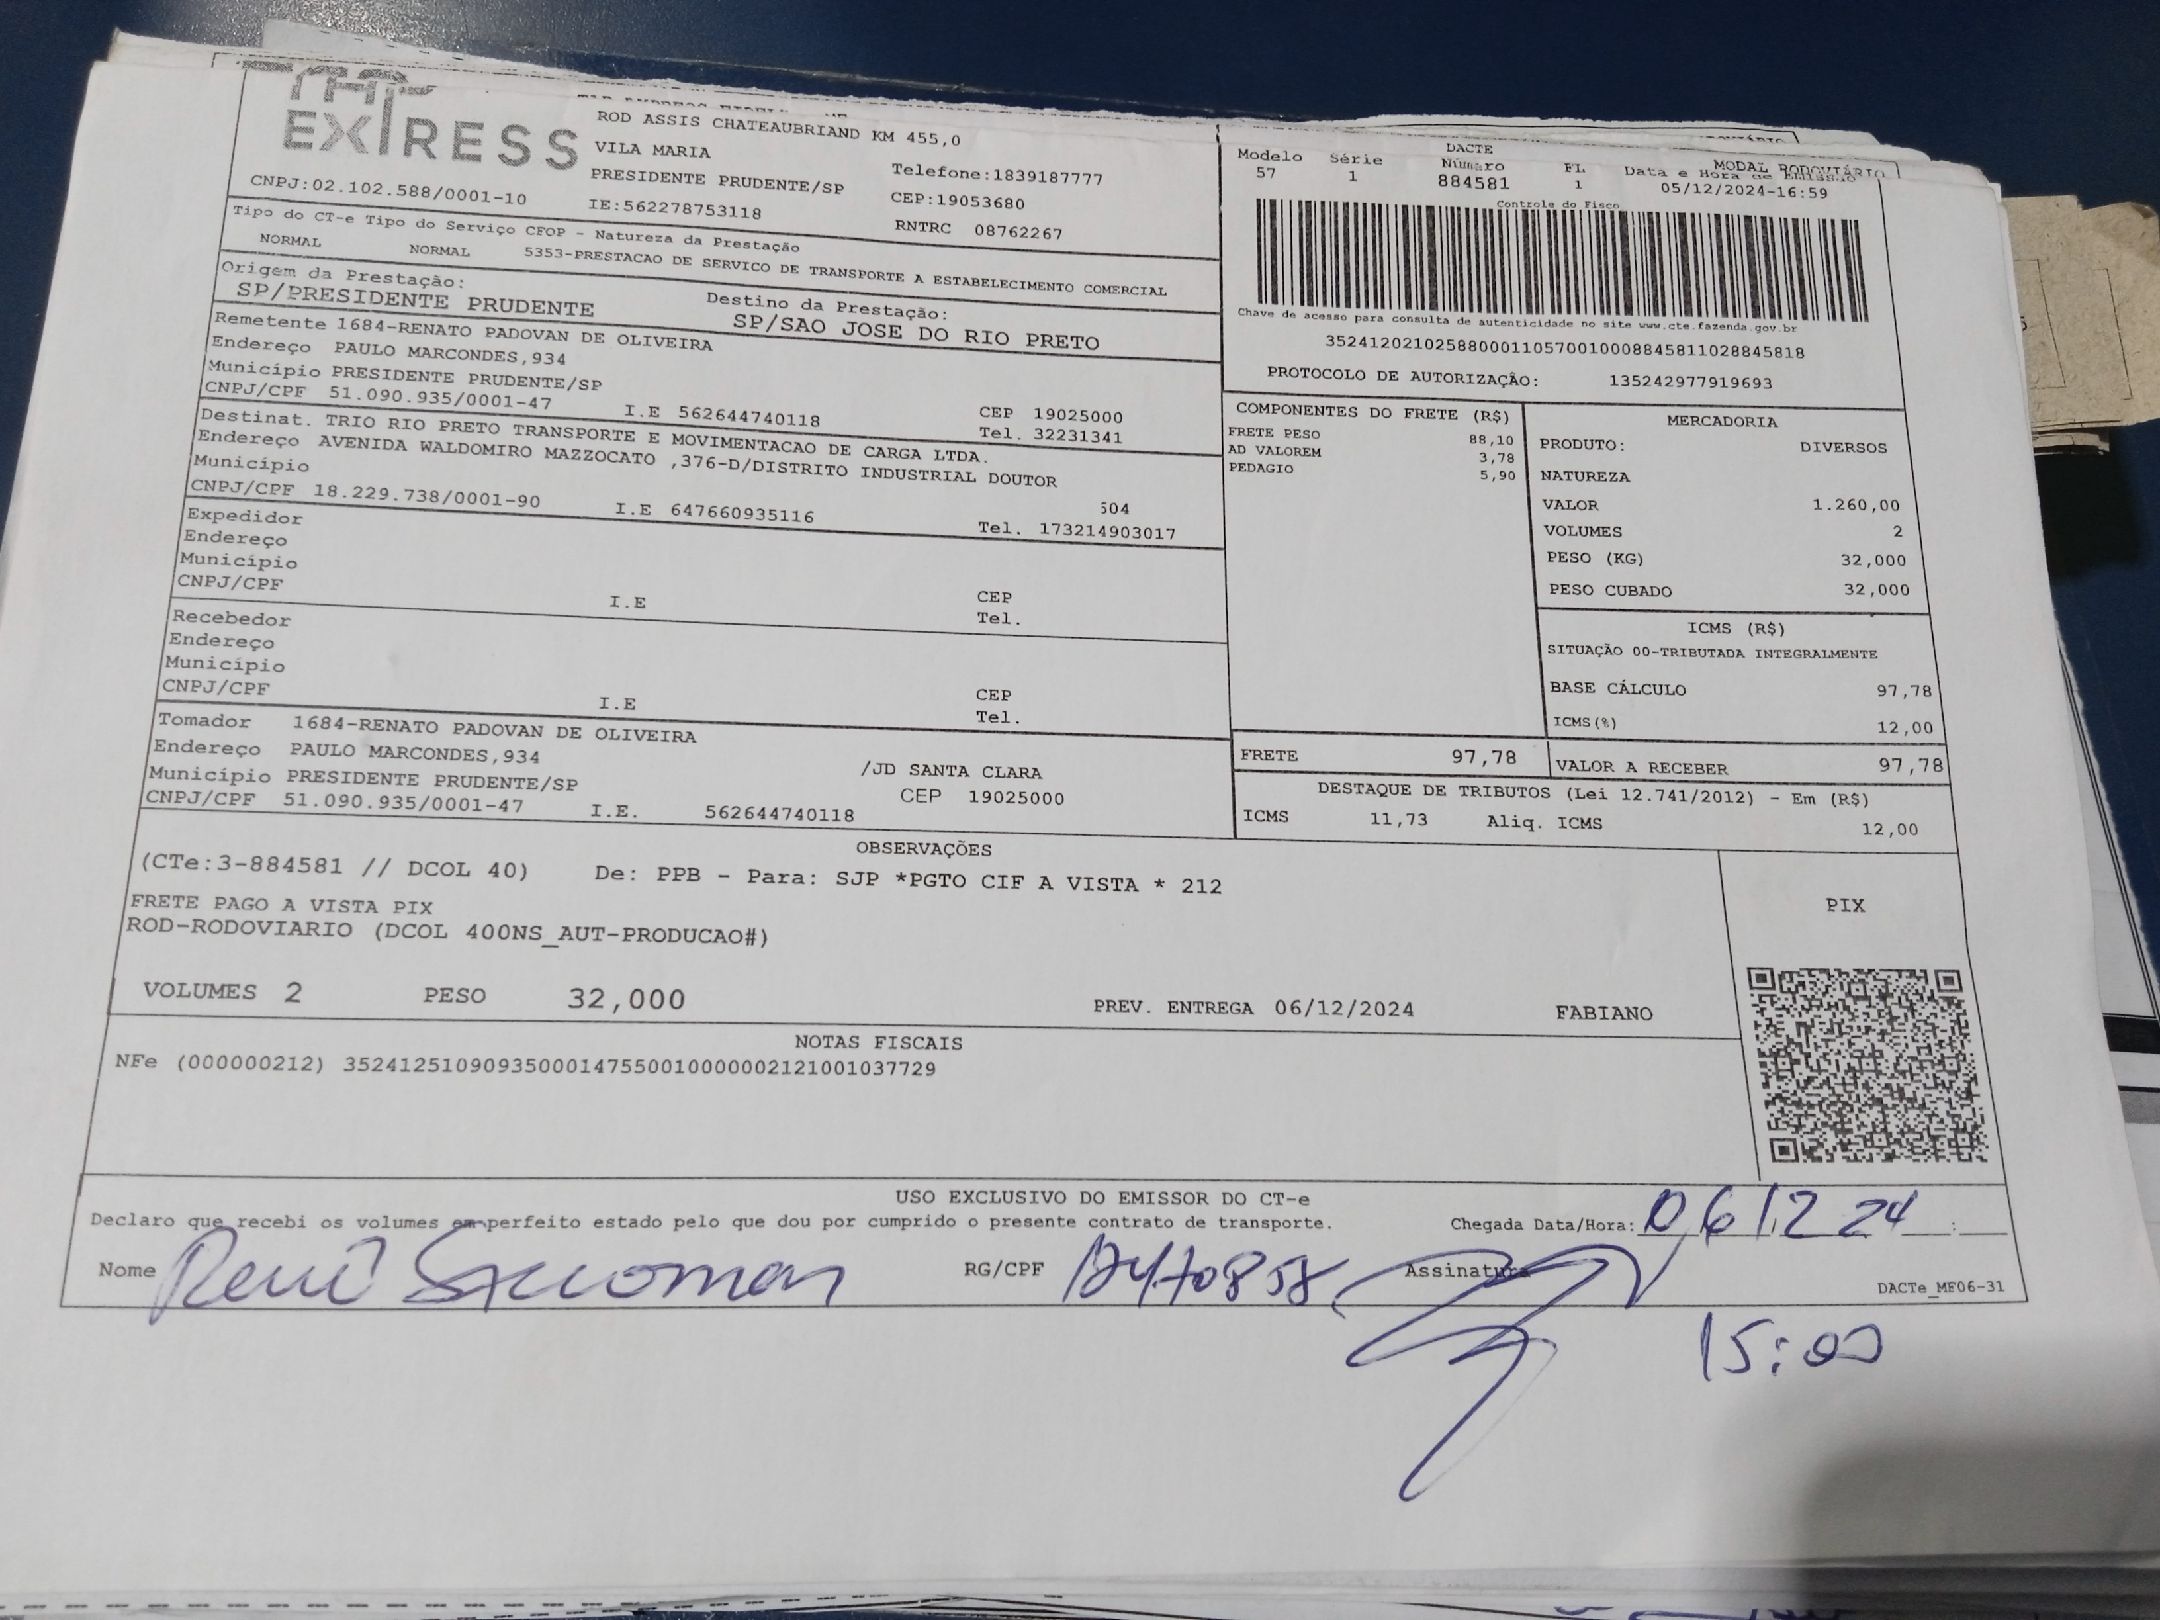 EXPRESS
ROD ASSIS CHATEAUBRIAND KM 455,0
VILA MARIA
PRESIDENTE PRUDENTE/SP
Telefone:1839187777
CNPJ:02.102.588/0001-10
IE:562278753118
CEP:19053680
RNTRC 08762267
Tipo do CT-e Tipo do Serviço CFOP - Natureza da Prestação
NORMAL NORMAL 5353-PRESTACAO DE SERVICO DE TRANSPORTE A ESTABELECIMENTO COMERCIAL
Origem da Prestação:
SP/PRESIDENTE PRUDENTE
Destino da Prestação:
SP/SAO JOSE DO RIO PRETO
Remetente 1684-RENATO PADOVAN DE OLIVEIRA
Endereço PAULO MARCONDES,934
Município PRESIDENTE PRUDENTE/SP
CEP 19025000
CNPJ/CPF 51.090.935/0001-47 I.E 562644740118 Tel. 32231341
Destinat. TRIO RIO PRETO TRANSPORTE E MOVIMENTACAO DE CARGA LTDA.
Endereço AVENIDA WALDOMIRO MAZZOCATO ,376-D/DISTRITO INDUSTRIAL DOUTOR
Município 504
CNPJ/CPF 18.229.738/0001-90 I.E 647660935116 Tel. 173214903017
Expedidor
Endereço
Município CEP
CNPJ/CPF I.E Tel.
Recebedor
Endereço
Município CEP
CNPJ/CPF I.E Tel.
Tomador 1684-RENATO PADOVAN DE OLIVEIRA
Endereço PAULO MARCONDES,934 /JD SANTA CLARA
Município PRESIDENTE PRUDENTE/SP CEP 19025000
CNPJ/CPF 51.090.935/0001-47 I.E. 562644740118
DACTE
MODAL RODOVIÁRIO
Modelo Série Número FL Data e Hora de Emissão
57 1 884581 1 05/12/2024-16:59
Controle do Fisco
Chave de acesso para consulta de autenticidade no site www.cte.fazenda.gov.br
35241202102588000110570010008845811028845818
PROTOCOLO DE AUTORIZAÇÃO: 135242977919693
COMPONENTES DO FRETE (R$)
FRETE PESO 88,10
AD VALOREM 3,78
PEDAGIO 5,90
MERCADORIA
PRODUTO: DIVERSOS
NATUREZA
VALOR 1.260,00
VOLUMES 2
PESO (KG) 32,000
PESO CUBADO 32,000
ICMS (R$)
SITUAÇÃO 00-TRIBUTADA INTEGRALMENTE
BASE CÁLCULO 97,78
ICMS(%) 12,00
FRETE 97,78 VALOR A RECEBER 97,78
DESTAQUE DE TRIBUTOS (Lei 12.741/2012) - Em (R$)
ICMS 11,73 Aliq. ICMS 12,00
OBSERVAÇÕES
(CTe:3-884581 // DCOL 40) De: PPB - Para: SJP *PGTO CIF A VISTA * 212
FRETE PAGO A VISTA PIX
ROD-RODOVIARIO (DCOL 400NS_AUT-PRODUCAO#)
VOLUMES 2 PESO 32,000 PREV. ENTREGA 06/12/2024 FABIANO
PIX
NOTAS FISCAIS
NFe (000000212) 35241251090935000147550010000002121001037729
USO EXCLUSIVO DO EMISSOR DO CT-e
Declaro que recebi os volumes em perfeito estado pelo que dou por cumprido o presente contrato de transporte.
Chegada Data/Hora: 06 12 24 :
Nome RG/CPF Assinatura
DACTe_MF06-31
15:00